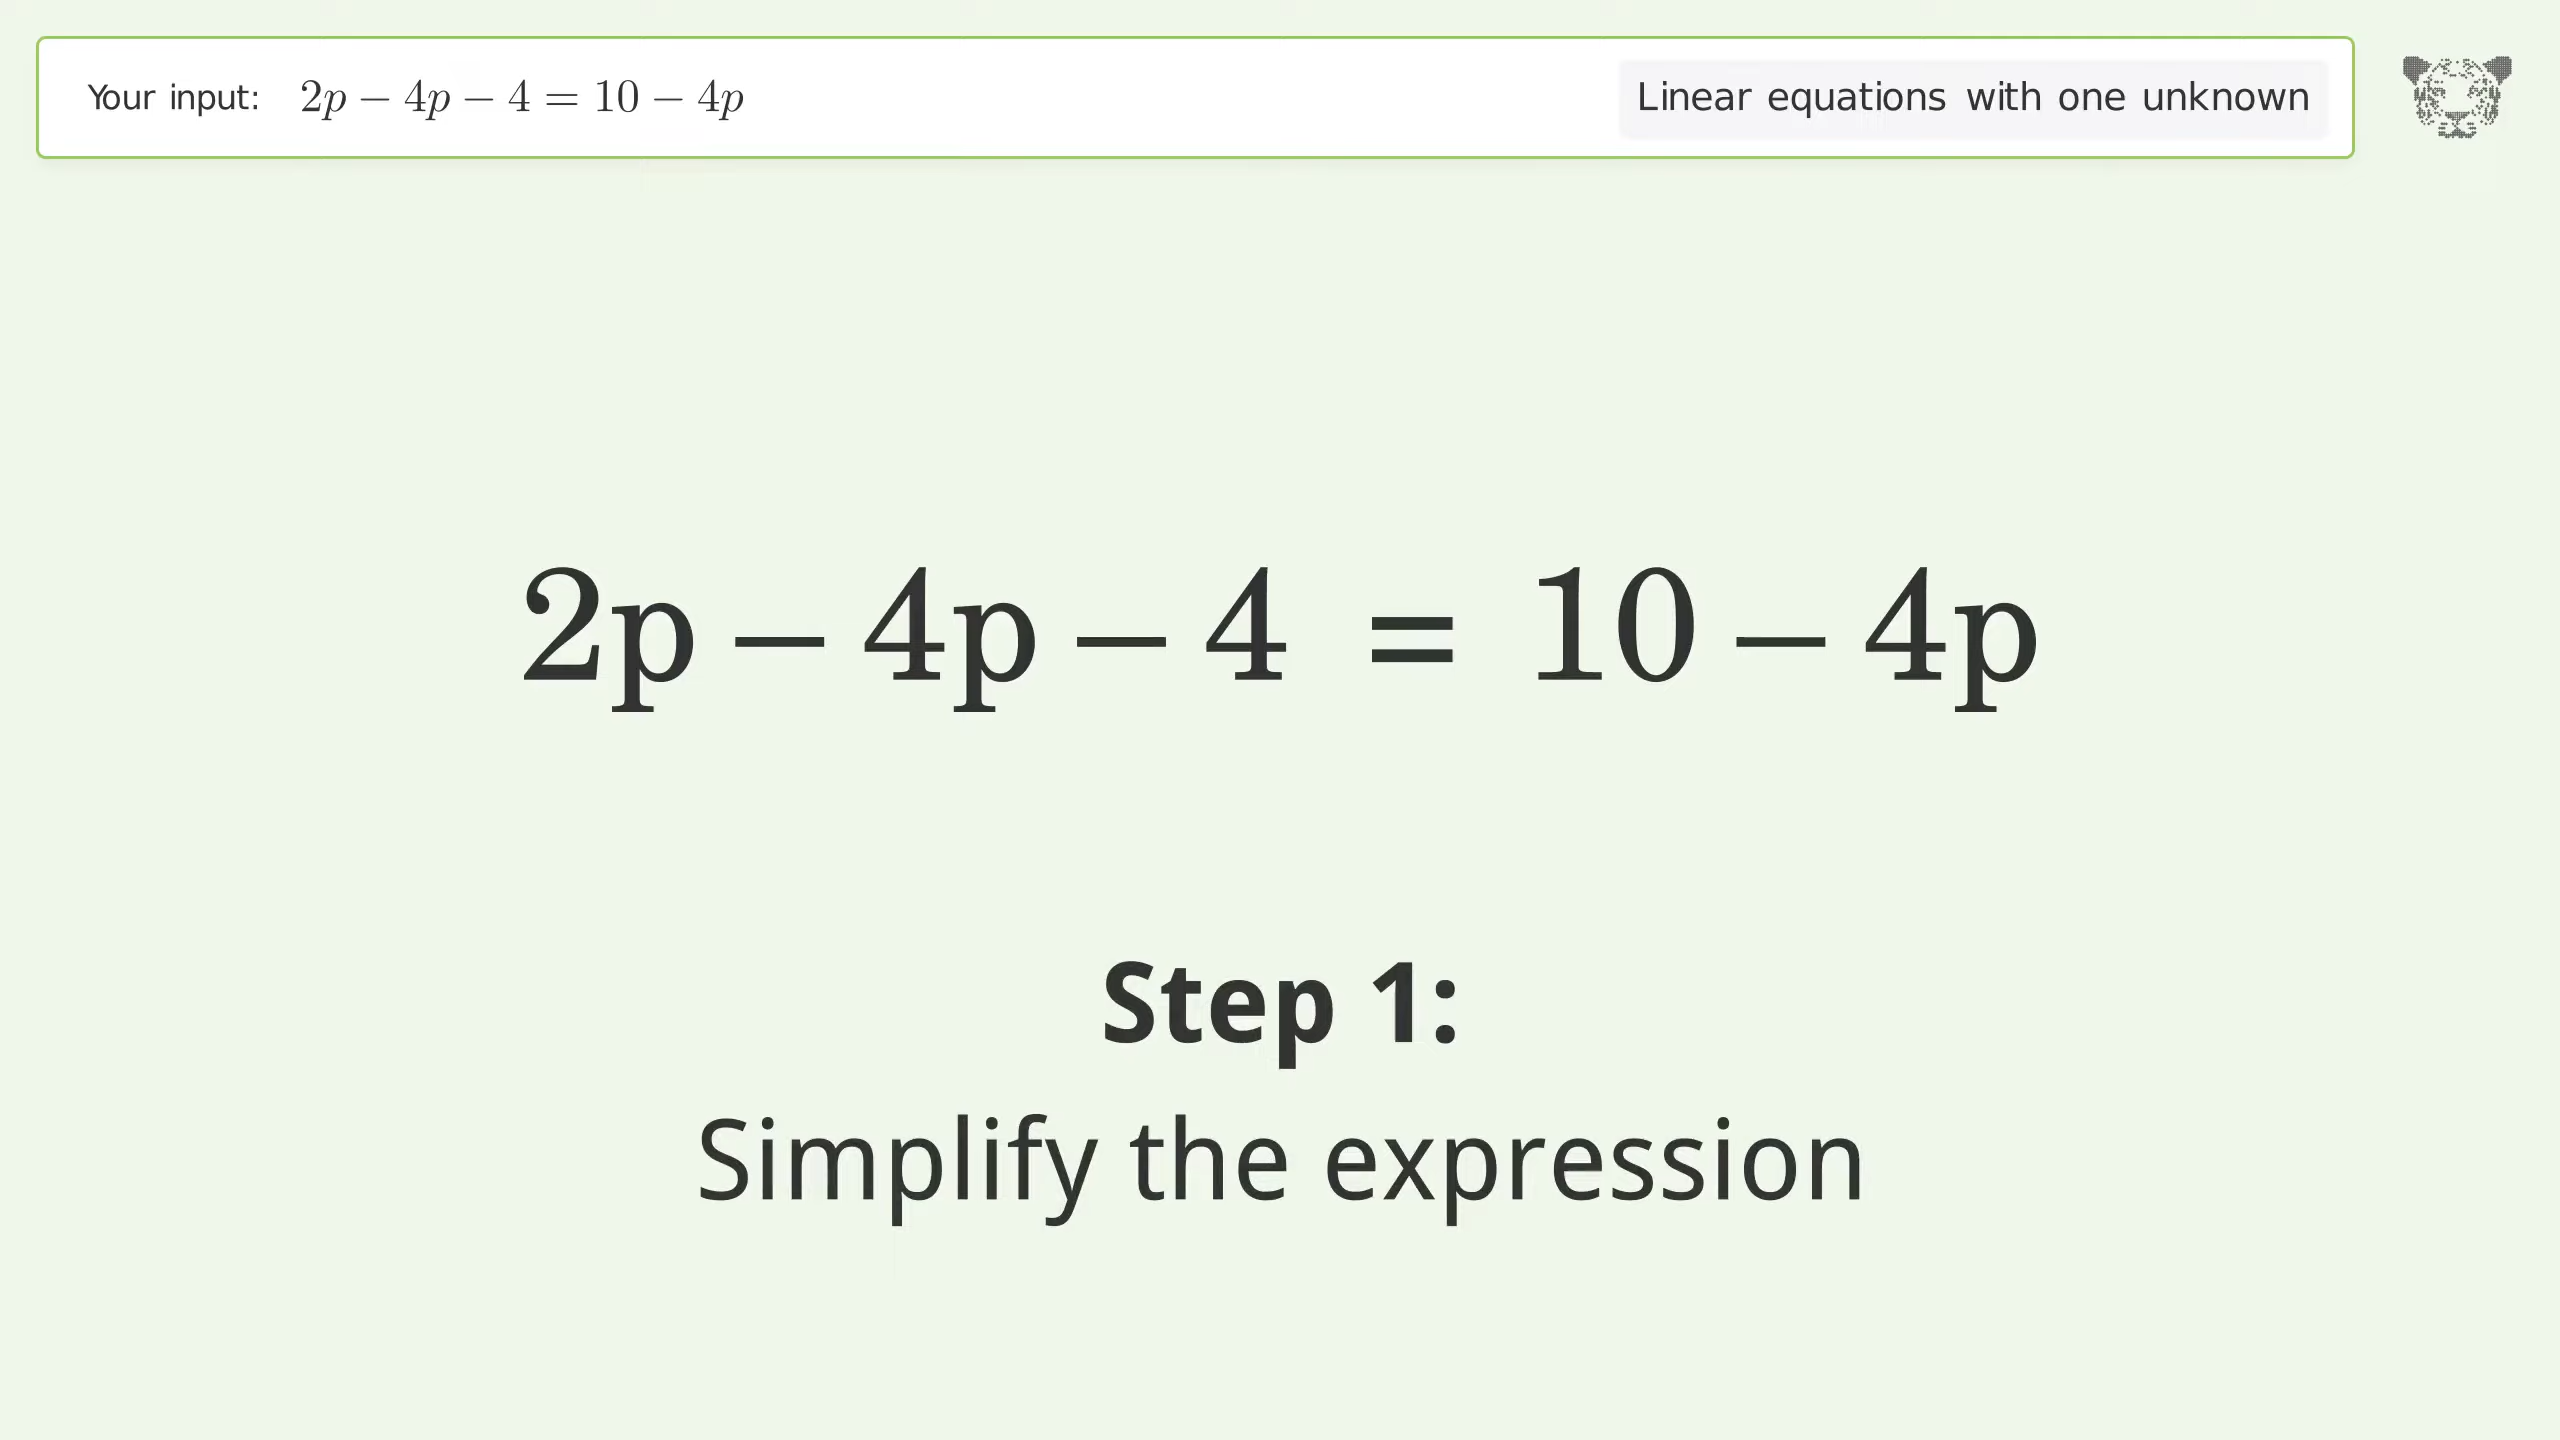 Your input: 2p − 4p − 4 = 10 − 4p
Linear equations with one unknown
2p − 4p − 4 = 10 − 4p
Step 1:
Simplify the expression